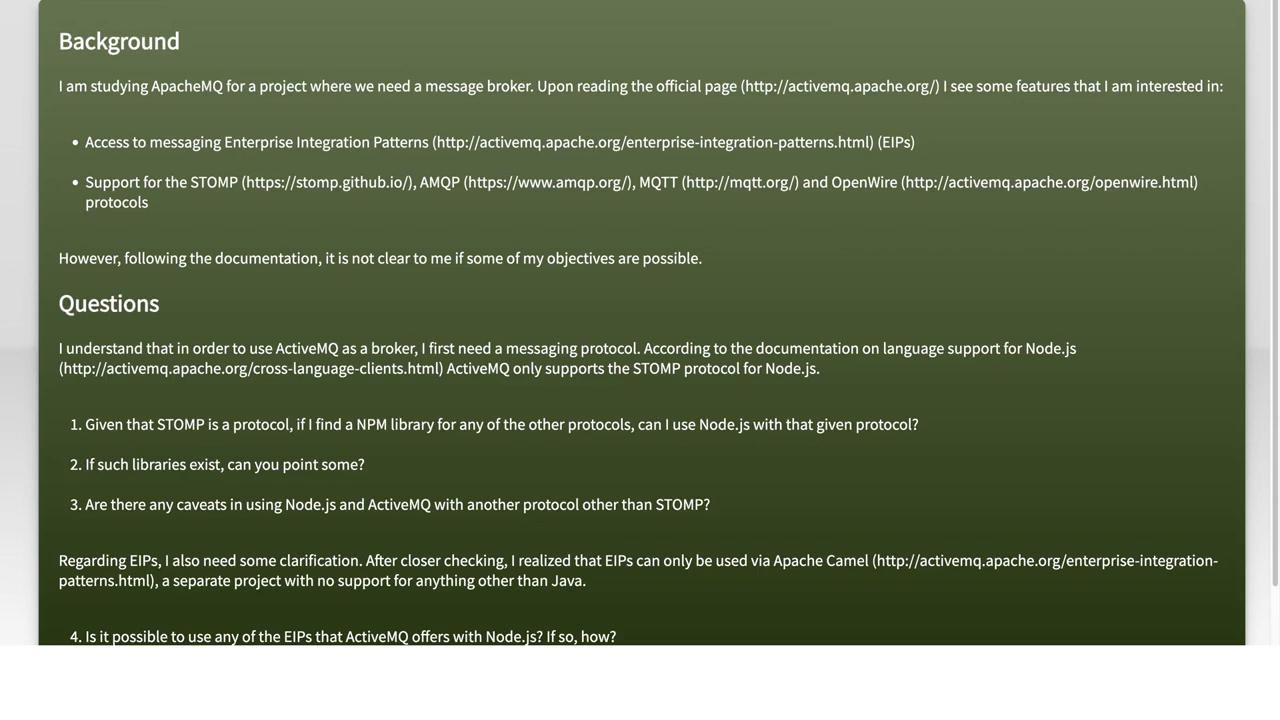 Background
I am studying ApacheMQ for a project where we need a message broker. Upon reading the official page (http://activemq.apache.org/) I see some features that I am interested in:
• Access to messaging Enterprise Integration Patterns (http://activemq.apache.org/enterprise-integration-patterns.html) (EIPs)
• Support for the STOMP (https://stomp.github.io/), AMQP (https://www.amqp.org/), MQTT (http://mqtt.org/) and OpenWire (http://activemq.apache.org/openwire.html)
protocols
However, following the documentation, it is not clear to me if some of my objectives are possible.
Questions
I understand that in order to use ActiveMQ as a broker, I first need a messaging protocol. According to the documentation on language support for Node.js
(http://activemq.apache.org/cross-language-clients.html) ActiveMQ only supports the STOMP protocol for Node.js.
1. Given that STOMP is a protocol, if I find a NPM library for any of the other protocols, can I use Node.js with that given protocol?
2. If such libraries exist, can you point some?
3. Are there any caveats in using Node.js and ActiveMQ with another protocol other than STOMP?
Regarding EIPs, I also need some clarification. After closer checking, I realized that EIPs can only be used via Apache Camel (http://activemq.apache.org/enterprise-integration-
patterns.html), a separate project with no support for anything other than Java.
4. Is it possible to use any of the EIPs that ActiveMQ offers with Node.js? If so, how?